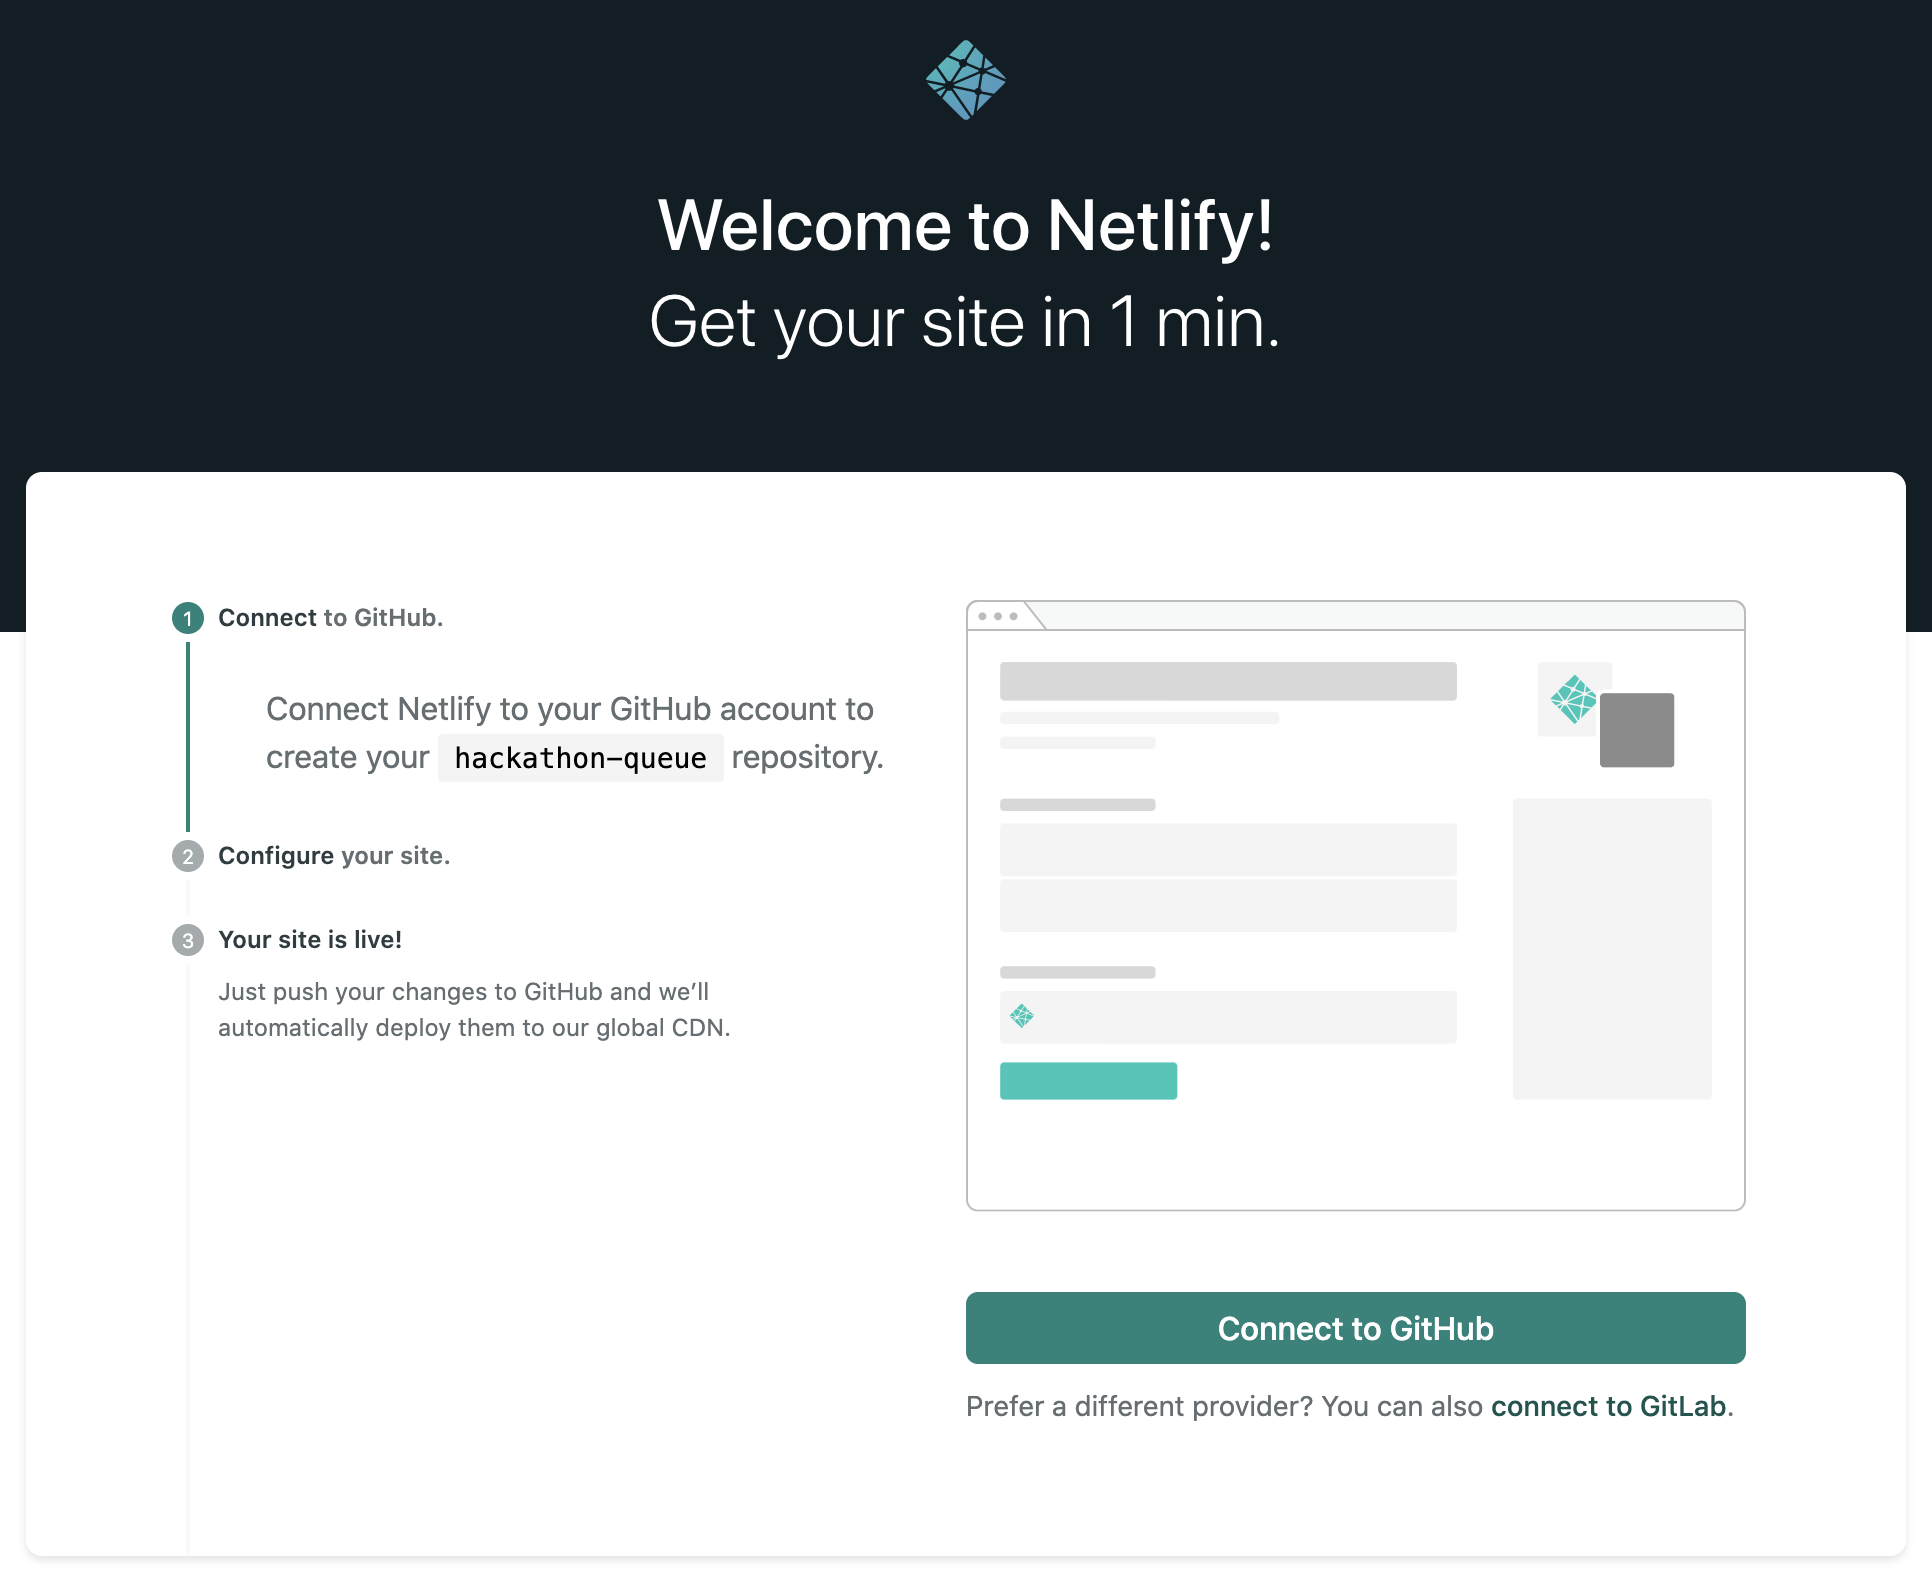 Welcome to Netlify!
Get your site in 1 min.
1 Connect to GitHub.
Connect Netlify to your GitHub account to
create your hackathon-queue repository.
2 Configure your site.
3 Your site is live!
Just push your changes to GitHub and we’ll
automatically deploy them to our global CDN.
Connect to GitHub
Prefer a different provider? You can also connect to GitLab.